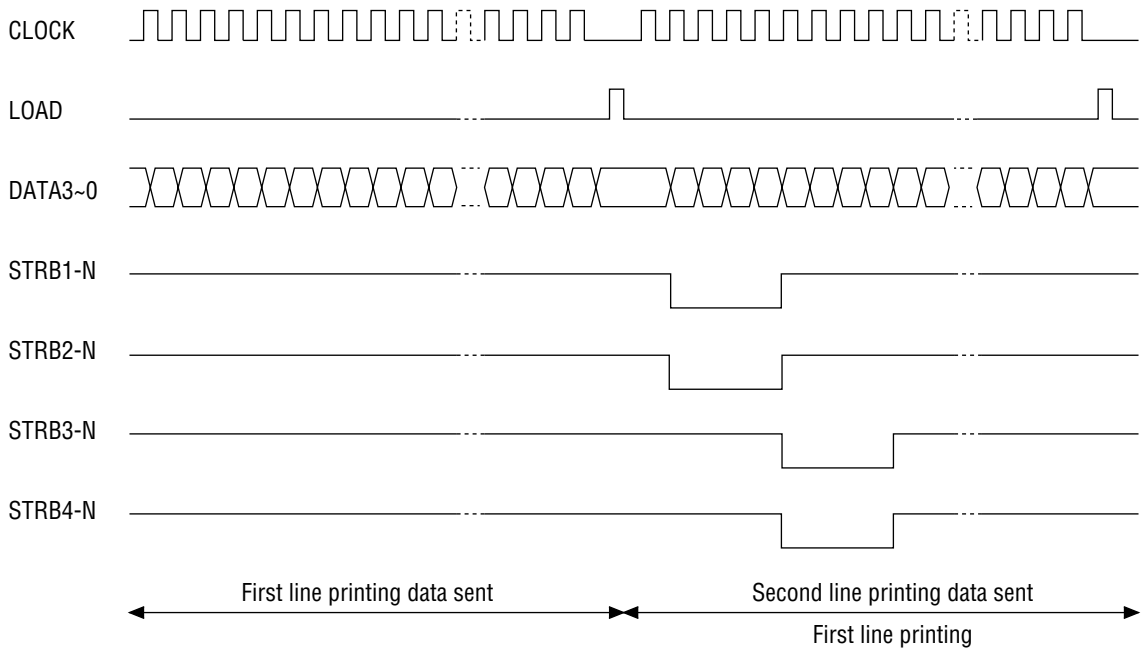 CLOCK
LOAD
DATA3~0
STRB1-N
STRB2-N
STRB3-N
STRB4-N
First line printing data sent
Second line printing data sent
First line printing